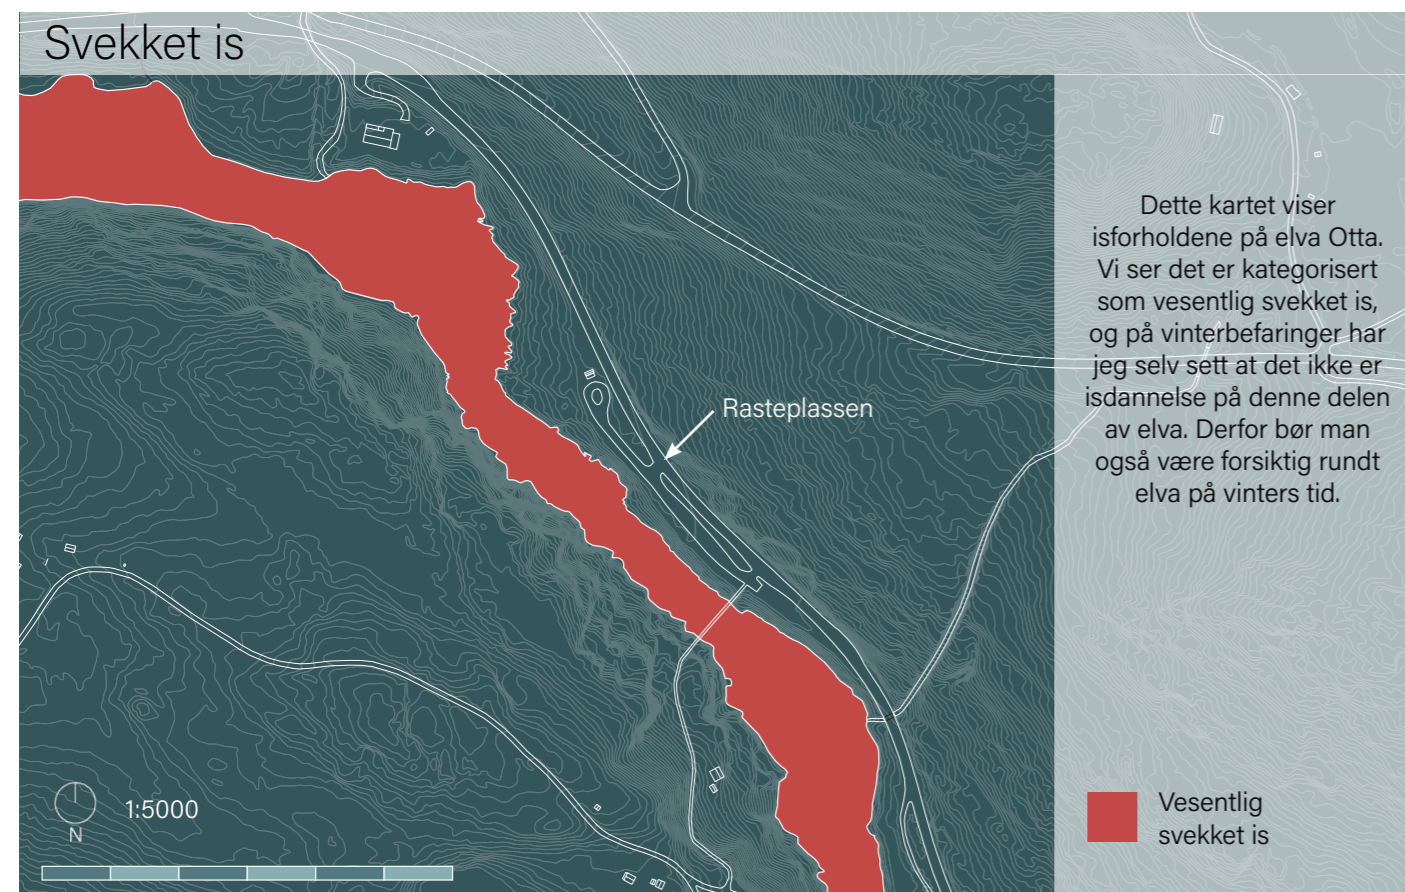 Svekket is
Dette kartet viser
isforholdene på elva Otta.
Vi ser det er kategorisert
som vesentlig svekket is,
og på vinterbefaringer har
jeg selv sett at det ikke er
isdannelse på denne delen
av elva. Derfor bør man
også være forsiktig rundt
elva på vinters tid.
Rasteplassen
1:5000
N
Vesentlig
svekket is